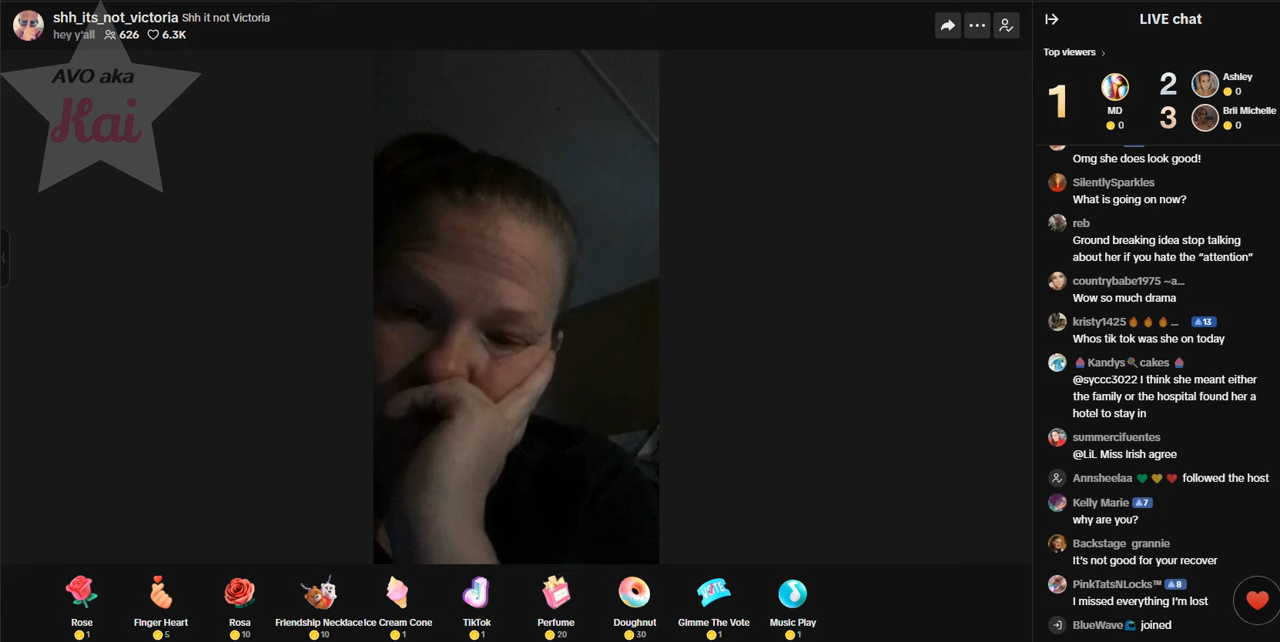 shh_its_not_victoria Shh it not Victoria
hey y'all 626 6.3K
AVO aka
Kai
LIVE chat
Top viewers
1
MD
0
2
Ashley
0
3
Bril Michelle
0
Omg she does look good!
SilentlySparkles
What is going on now?
reb
Ground breaking idea stop talking
about her if you hate the “attention”
countrybabe1975 ~a...
Wow so much drama
kristy1425 ... 13
Whos tik tok was she on today
Kandys cakes
@syccc3022 I think she meant either
the family or the hospital found her a
hotel to stay in
summercifuentes
@LiL Miss Irish agree
Annsheelaa followed the host
Kelly Marie 7
why are you?
Backstage grannie
It's not good for your recover
PinkTatsNLocks™ 8
I missed everything I'm lost
BlueWave joined
Rose
1
Finger Heart
5
Rosa
10
Friendship Necklace
10
Ice Cream Cone
1
TikTok
1
Perfume
20
Doughnut
30
VOTE
Gimme The Vote
1
Music Play
1